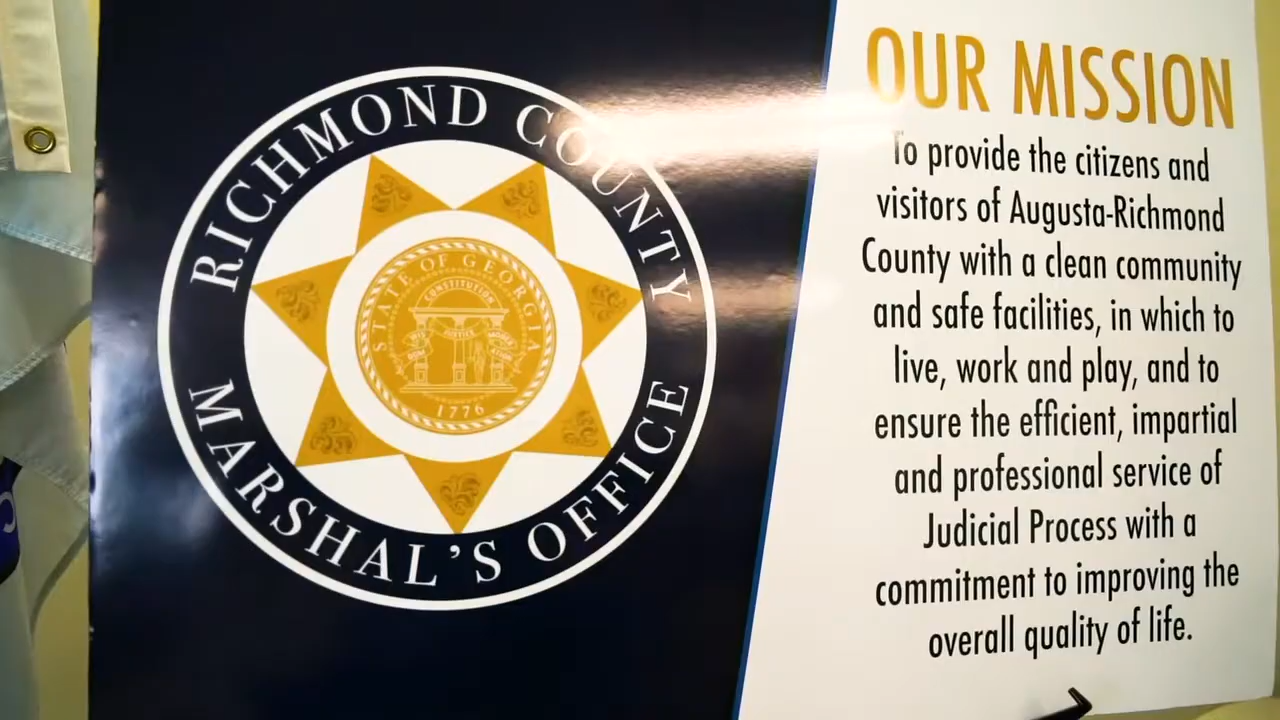 RICHMOND COUNTY
MARSHAL'S OFFICE
STATE OF GEORGIA
CONSTITUTION
JUSTICE
1776
OUR MISSION
To provide the citizens and
visitors of Augusta-Richmond
County with a clean community
and safe facilities, in which to
live, work and play, and to
ensure the efficient, impartial
and professional service of
Judicial Process with a
commitment to improving the
overall quality of life.